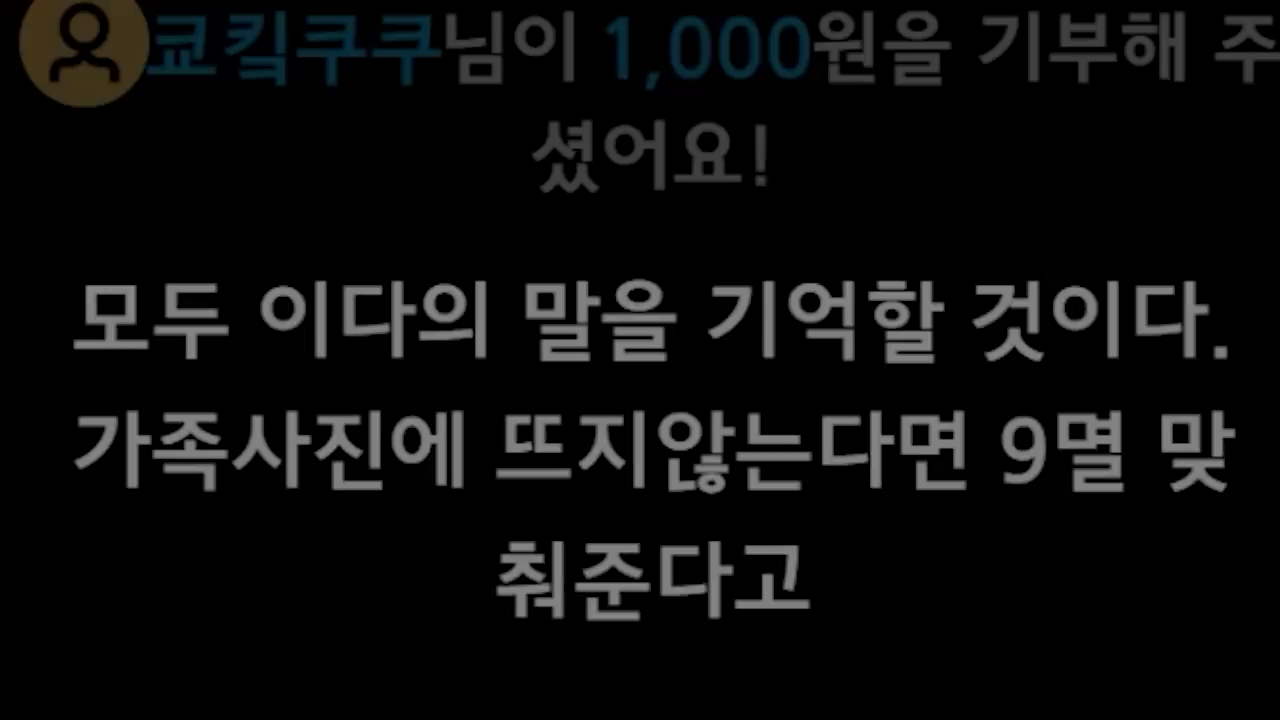 쿄킼쿠쿠님이 1,000원을 기부해 주
셨어요!
모두 이다의 말을 기억할 것이다.
가족사진에 뜨지않는다면 9멸 맞
춰준다고